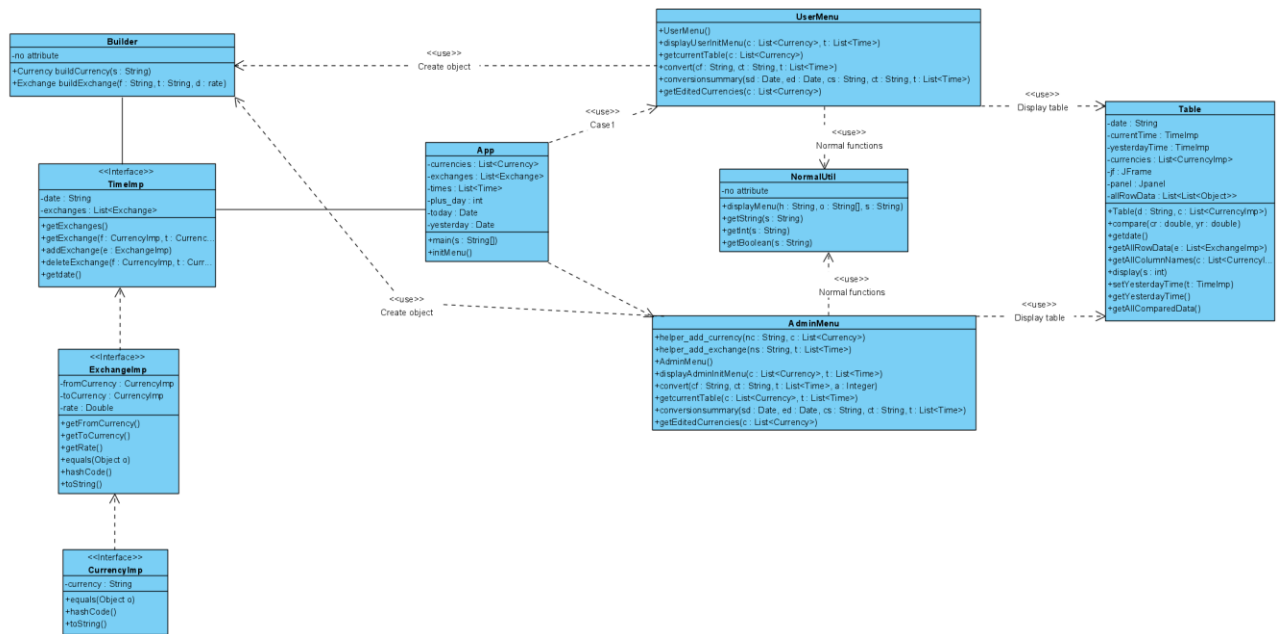 Builder
-no attribute
+Currency buildCurrency(s : String)
+Exchange buildExchange(f : String, t : String, d : rate)
<<use>>
Create object
UserMenu
+UserMenu()
+displayUserInitMenu(c : List<Currency>, t : List<Time>)
+getcurrentTable(c : List<Currency>)
+convert(cf : String, ct : String, t : List<Time>)
+conversionsummary(sd : Date, ed : Date, cs : String, ct : String, t : List<Time>)
+getEditedCurrencies(c : List<Currency>)
<<use>>
Case1
<<use>>
Normal functions
<<use>>
Display table
Table
-date : String
-currentTime : TimeImp
-yesterdayTime : TimeImp
-currencies : List<CurrencyImp>
-jf : JFrame
-panel : Jpanel
-allRowData : List<List<Object>>
+Table(d : String, c : List<CurrencyImp>)
+compare(cr : double, yr : double)
+getdate()
+getAllRowData(e : List<ExchangeImp>)
+getAllColumnNames(c : List<CurrencyI...
+display(s : int)
+setYesterdayTime(t : TimeImp)
+getYesterdayTime()
+getAllComparedData()
App
-currencies : List<Currency>
-exchanges : List<Exchange>
-times : List<Time>
-plus_day : int
-today : Date
-yesterday : Date
+main(s : String[])
+initMenu()
NormalUtil
-no attribute
+displayMenu(h : String, o : String[], s : String)
+getString(s : String)
+getInt(s : String)
+getBoolean(s : String)
<<Interface>>
TimeImp
-date : String
-exchanges : List<Exchange>
+getExchanges()
+getExchange(f : CurrencyImp, t : Currenc...
+addExchange(e : ExchangeImp)
+deleteExchange(f : CurrencyImp, t : Curr...
+getdate()
<<use>>
Create object
<<use>>
Normal functions
<<use>>
Display table
AdminMenu
+helper_add_currency(nc : String, c : List<Currency>)
+helper_add_exchange(ns : String, t : List<Time>)
+AdminMenu()
+displayAdminInitMenu(c : List<Currency>, t : List<Time>)
+convert(cf : String, ct : String, t : List<Time>, a : Integer)
+getcurrentTable(c : List<Currency>, t : List<Time>)
+conversionsummary(sd : Date, ed : Date, cs : String, ct : String, t : List<Time>)
+getEditedCurrencies(c : List<Currency>)
<<Interface>>
ExchangeImp
-fromCurrency : CurrencyImp
-toCurrency : CurrencyImp
-rate : Double
+getFromCurrency()
+getToCurrency()
+getRate()
+equals(Object o)
+hashCode()
+toString()
<<Interface>>
CurrencyImp
-currency : String
+equals(Object o)
+hashCode()
+toString()